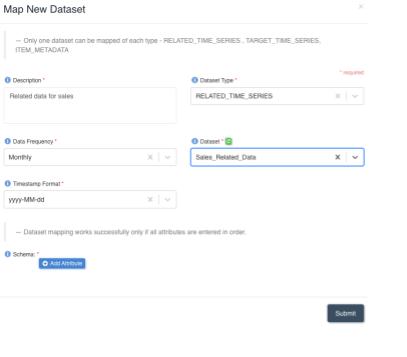 Map New Dataset
— Only one dataset can be mapped of each type - RELATED_TIME_SERIES , TARGET_TIME_SERIES,
ITEM_METADATA
* required
Description *
Dataset Type *
Related data for sales
RELATED_TIME_SERIES
Data Frequency *
Dataset *
Monthly
Sales_Related_Data
Timestamp Format *
yyyy-MM-dd
— Dataset mapping works successfully only if all attributes are entered in order.
Schema: *
Add Attribute
Submit